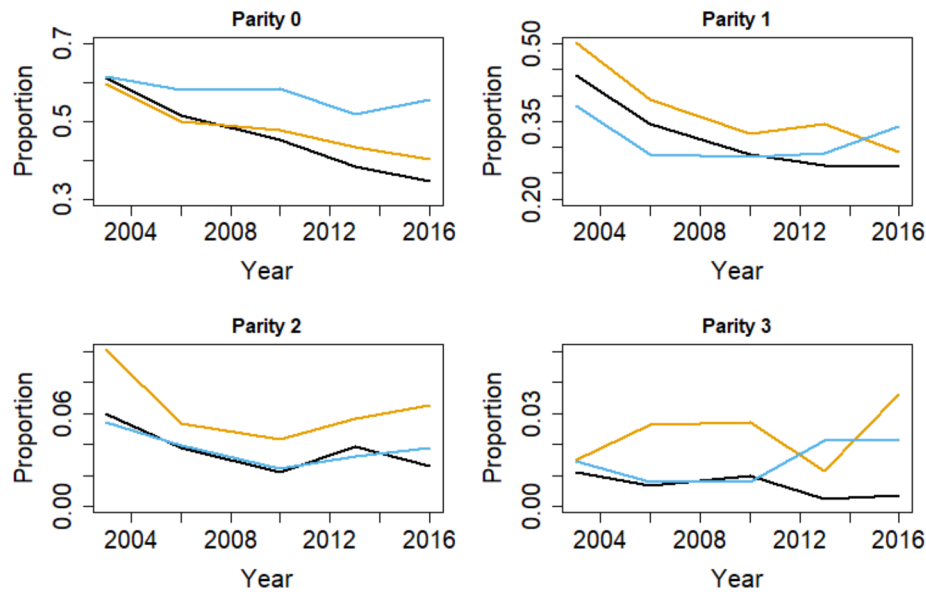 Parity 0
Proportion
0.3 0.5 0.7
2004 2008 2012 2016
Year
Parity 1
Proportion
0.20 0.35 0.50
2004 2008 2012 2016
Year
Parity 2
Proportion
0.00 0.06
2004 2008 2012 2016
Year
Parity 3
Proportion
0.00 0.03
2004 2008 2012 2016
Year